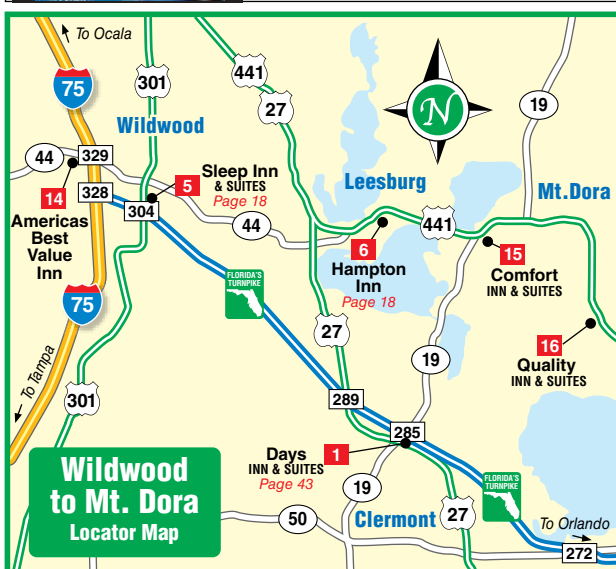 To Ocala
75
301
441
27
19
Wildwood
N
44
329
328
304
14
Americas
Best
Value
Inn
5
Sleep Inn
& SUITES
Page 18
44
Leesburg
Mt.Dora
441
6
Hampton
Inn
Page 18
15
Comfort
INN & SUITES
FLORIDA'S
TURNPIKE
75
27
19
16
Quality
INN & SUITES
To Tampa
301
289
285
Days
INN & SUITES
Page 43
1
Wildwood
to Mt. Dora
Locator Map
19
50
Clermont
27
FLORIDA'S
TURNPIKE
To Orlando
272